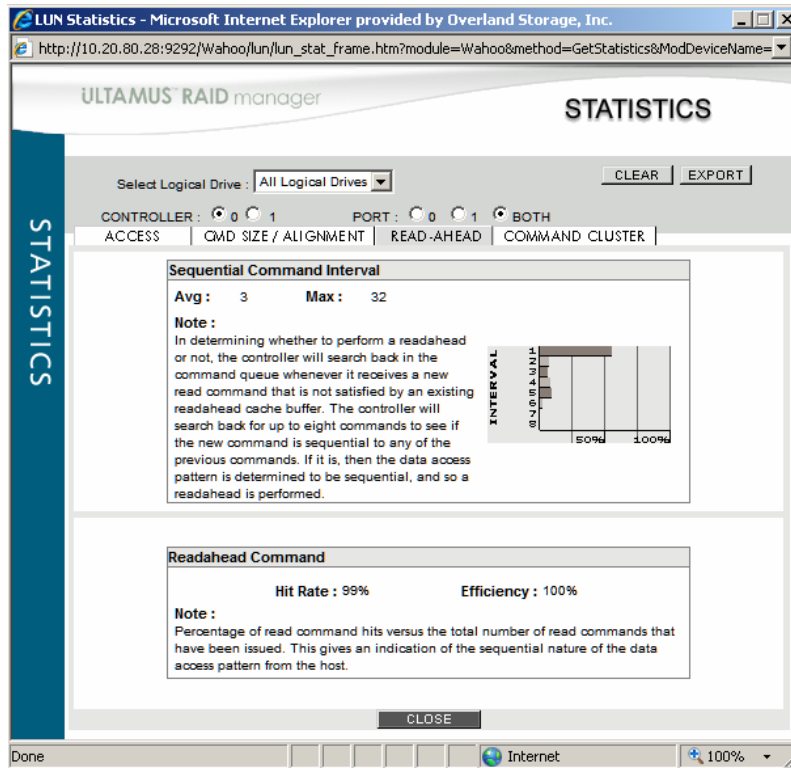 LUN Statistics - Microsoft Internet Explorer provided by Overland Storage, Inc.
http://10.20.80.28:9292/Wahoo/lun/lun_stat_frame.htm?module=Wahoo&method=GetStatistics&ModDeviceName=
ULTAMUS™ RAID manager
STATISTICS
Select Logical Drive : All Logical Drives
CLEAR EXPORT
CONTROLLER : 0 1 PORT : 0 1 BOTH
ACCESS CMD SIZE / ALIGNMENT READ-AHEAD COMMAND CLUSTER
STATISTICS
Sequential Command Interval
Avg : 3 Max : 32
Note :
In determining whether to perform a readahead
or not, the controller will search back in the
command queue whenever it receives a new
read command that is not satisfied by an existing
readahead cache buffer. The controller will
search back for up to eight commands to see if
the new command is sequential to any of the
previous commands. If it is, then the data access
pattern is determined to be sequential, and so a
readahead is performed.
INTERVAL
1
2
3
4
5
6
7
8
50% 100%
Readahead Command
Hit Rate : 99% Efficiency : 100%
Note :
Percentage of read command hits versus the total number of read commands that
have been issued. This gives an indication of the sequential nature of the data
access pattern from the host.
CLOSE
Done Internet 100%